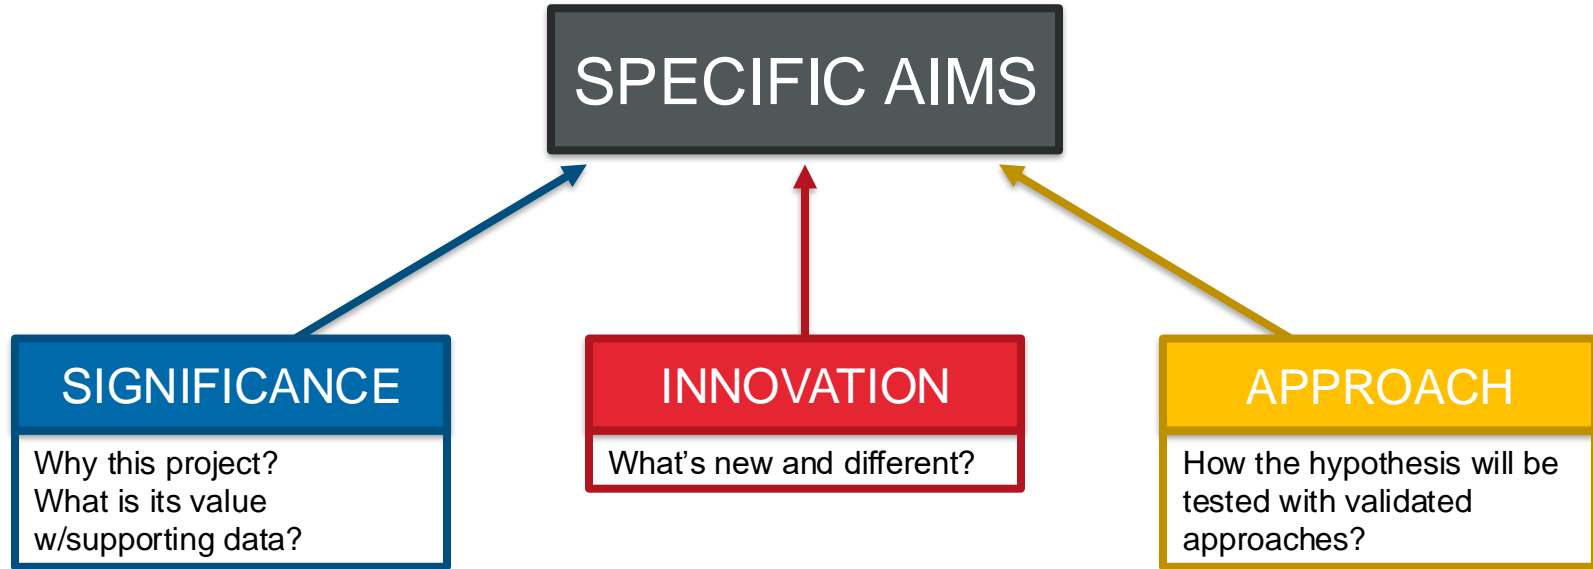 SPECIFIC AIMS
SIGNIFICANCE
Why this project?
What is its value
w/supporting data?
INNOVATION
What’s new and different?
APPROACH
How the hypothesis will be
tested with validated
approaches?